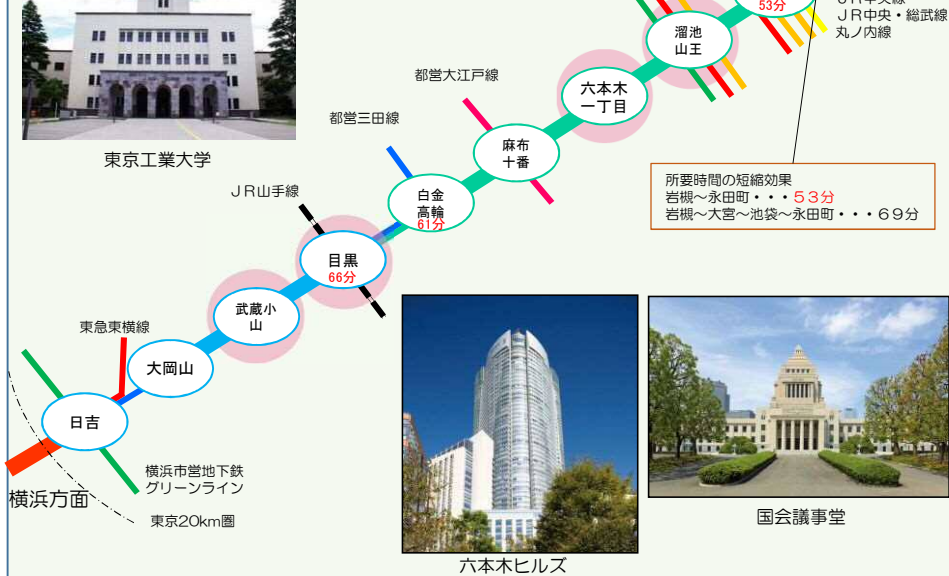 53分
JR中央線
JR中央・総武線
丸ノ内線
溜池
山王
都営大江戸線
六本木
一丁目
都営三田線
麻布
十番
東京工業大学
所要時間の短縮効果
岩槻～永田町・・・53分
岩槻～大宮～池袋～永田町・・・69分
JR山手線
白金
高輪
61分
目黒
66分
武蔵小
山
東急東横線
大岡山
日吉
横浜市営地下鉄
グリーンライン
横浜方面
東京20km圏
国会議事堂
六本木ヒルズ